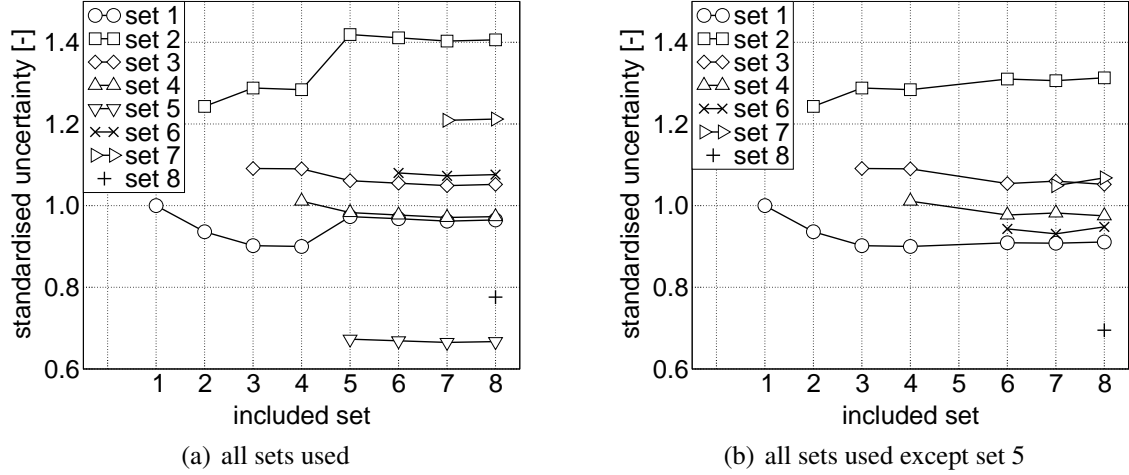 standardised uncertainty [-]
1.4
1.2
1.0
0.8
0.6
set 1
set 2
set 3
set 4
set 5
set 6
set 7
set 8
1 2 3 4 5 6 7 8
included set
(a) all sets used
standardised uncertainty [-]
1.4
1.2
1.0
0.8
0.6
set 1
set 2
set 3
set 4
set 6
set 7
set 8
1 2 3 4 5 6 7 8
included set
(b) all sets used except set 5